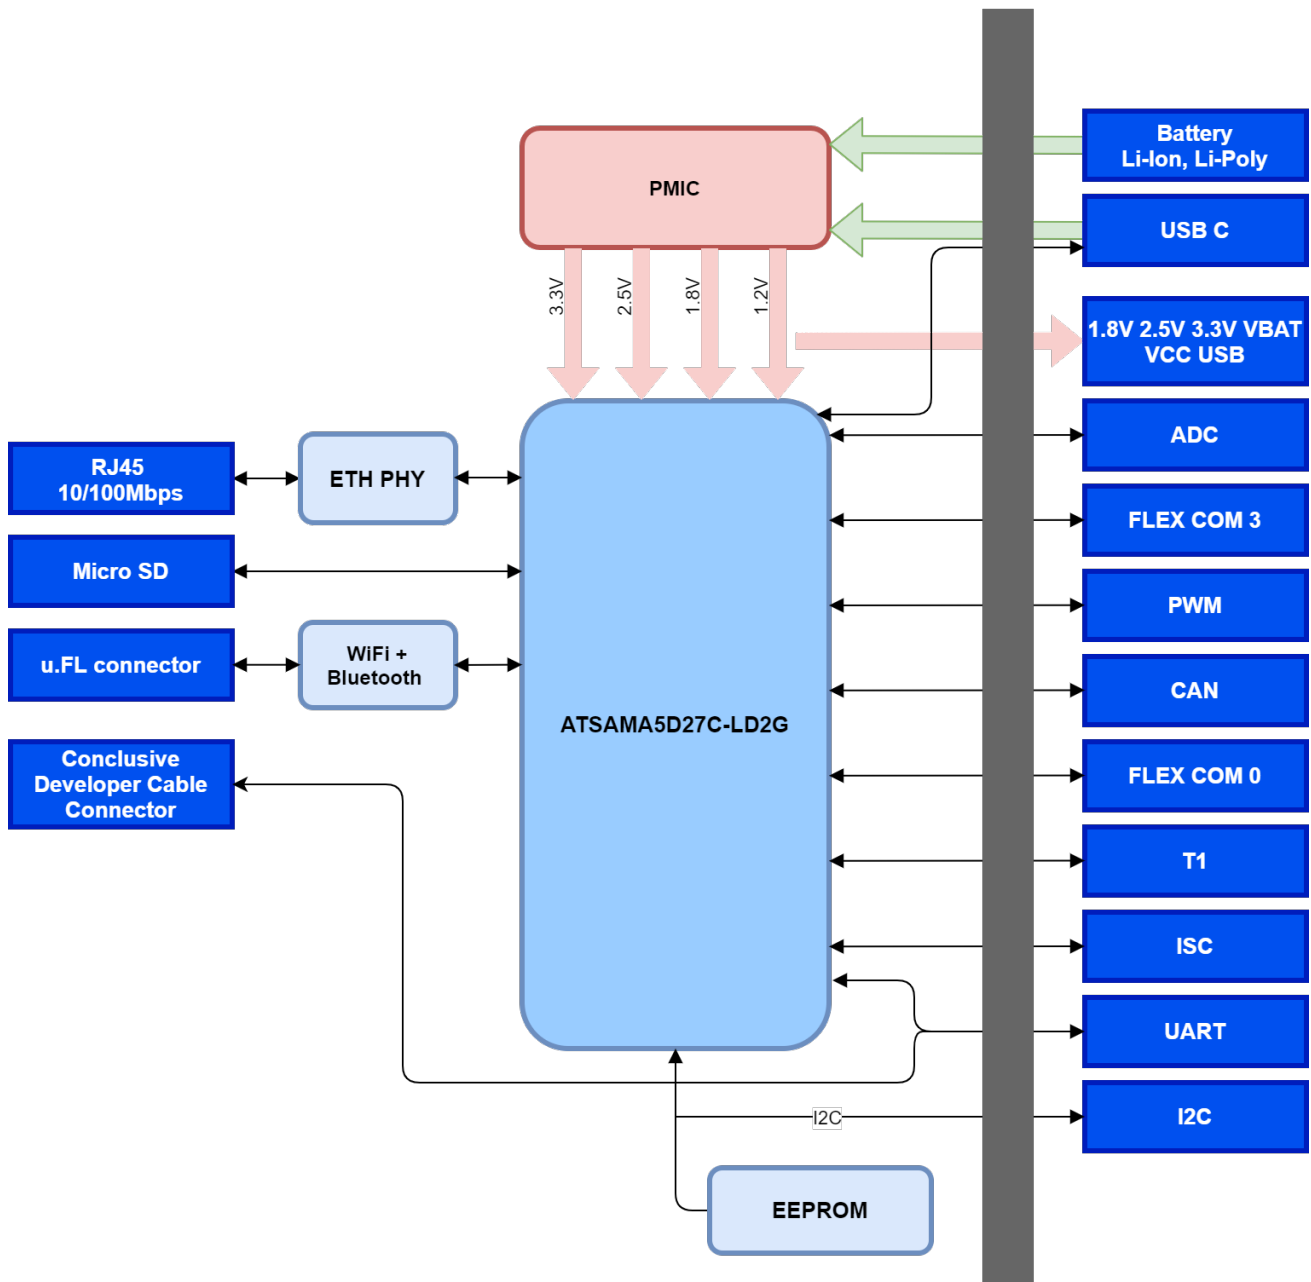 Battery
Li-Ion, Li-Poly
PMIC
USB C
3.3V
2.5V
1.8V
1.2V
1.8V 2.5V 3.3V VBAT
VCC USB
ADC
RJ45
10/100Mbps
ETH PHY
FLEX COM 3
Micro SD
PWM
u.FL connector
WiFi +
Bluetooth
CAN
ATSAMA5D27C-LD2G
Conclusive
Developer Cable
Connector
FLEX COM 0
T1
ISC
UART
I2C
I2C
EEPROM